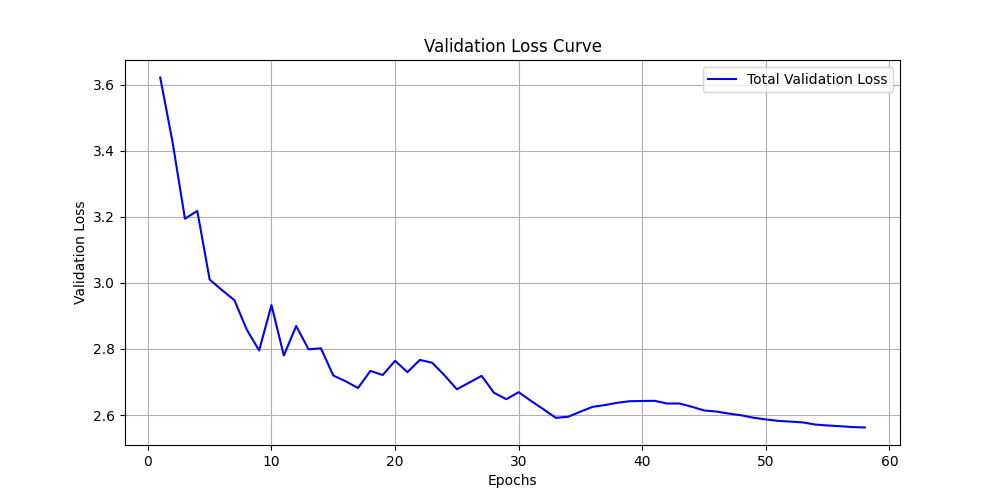 Validation Loss Curve
Total Validation Loss
3.6
3.4
3.2
3.0
2.8
2.6
Validation Loss
0 10 20 30 40 50 60
Epochs